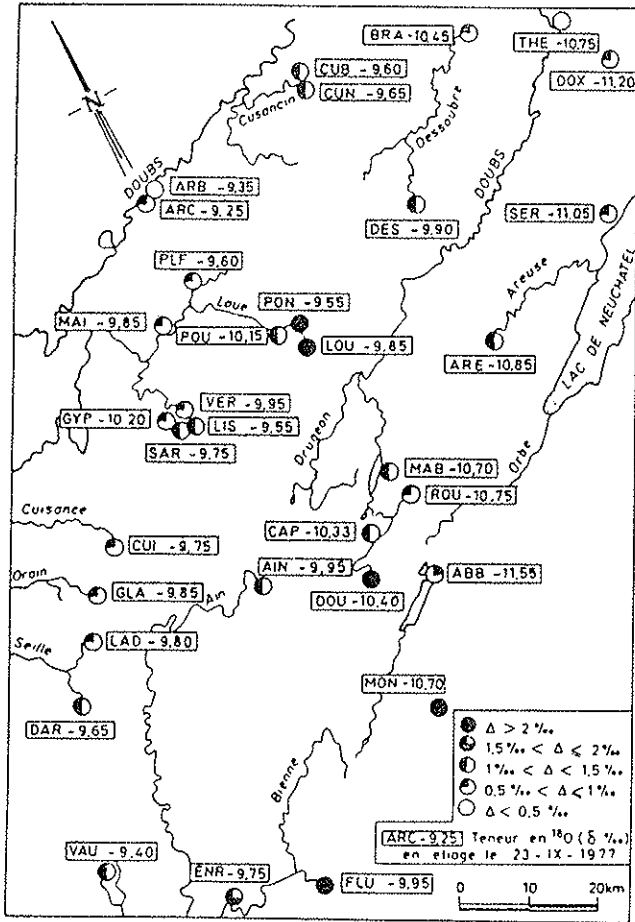 BRA -10,45
THE -10,75
DOX -11,20
CUB -9,60
CUN -9,65
Cusancin
Dessoubre
N
DOUBS
DOUBS
ARB -9,35
ARC -9,25
DES -9,90
SER -11,05
PLF -9,60
Areuse
Loue
PON -9,55
MAI -9,85
POU -10,15
LOU -9,85
ARE -10,85
LAC DE NEUCHATEL
VER -9,95
GYP -10,20
LIS -9,55
SAR -9,75
Drugeon
Orbe
MAB -10,70
ROU -10,75
Cuisance
CAP -10,33
CUI -9,75
AIN -9,95
ABB -11,55
Orain
GLA -9,85
Ain
DOU -10,40
LAD -9,80
Seille
MON -10,70
DAR -9,65
Δ > 2 ‰
1,5 ‰ < Δ ⩽ 2 ‰
1 ‰ < Δ < 1,5 ‰
0,5 ‰ < Δ ⩽ 1 ‰
Δ < 0,5 ‰
Bienne
ARC -9,25 Teneur en ¹⁸O (δ ‰)
en etiage le 23-IX-1977
VAU -9,40
ENR -9,75
FLU -9,95
0 10 20km